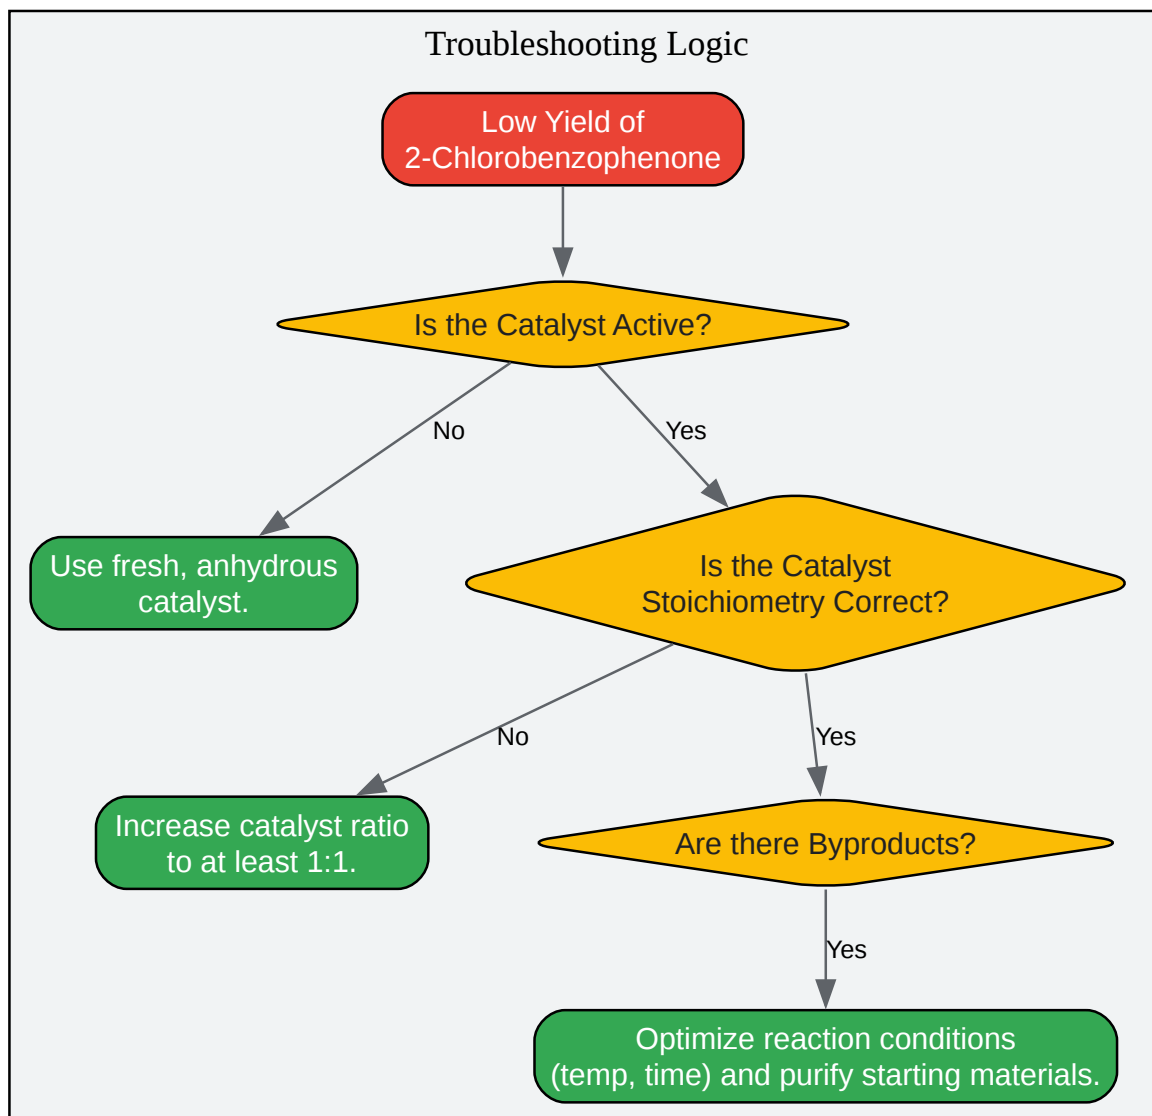 Troubleshooting Logic
Low Yield of
2-Chlorobenzophenone
Is the Catalyst Active?
No
Yes
Use fresh, anhydrous
catalyst.
Is the Catalyst
Stoichiometry Correct?
No
Yes
Increase catalyst ratio
to at least 1:1.
Are there Byproducts?
Yes
Optimize reaction conditions
(temp, time) and purify starting materials.